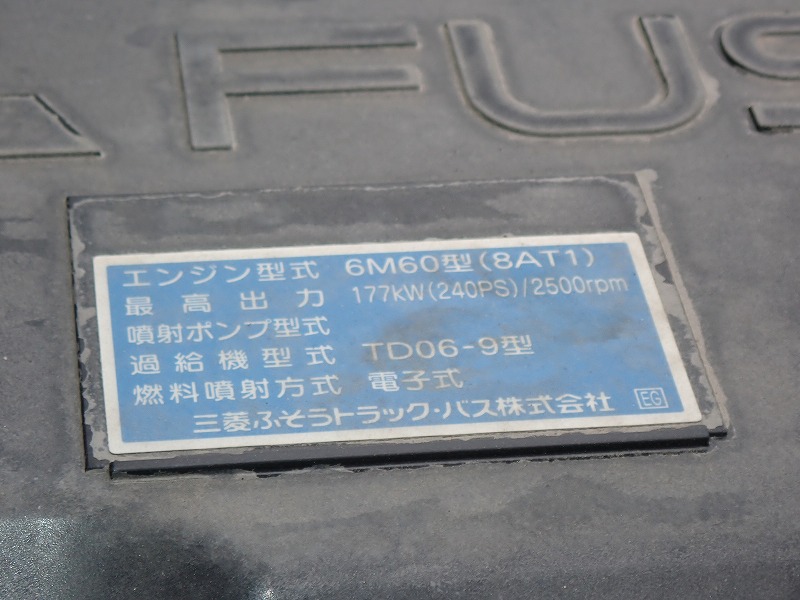 FUS
エンジン型式 6M60型(8AT1)
最高出力 177kW(240PS)/2500rpm
噴射ポンプ型式
過給機型式 TD06-9型
燃料噴射方式 電子式
三菱ふそうトラック・バス株式会社 EG